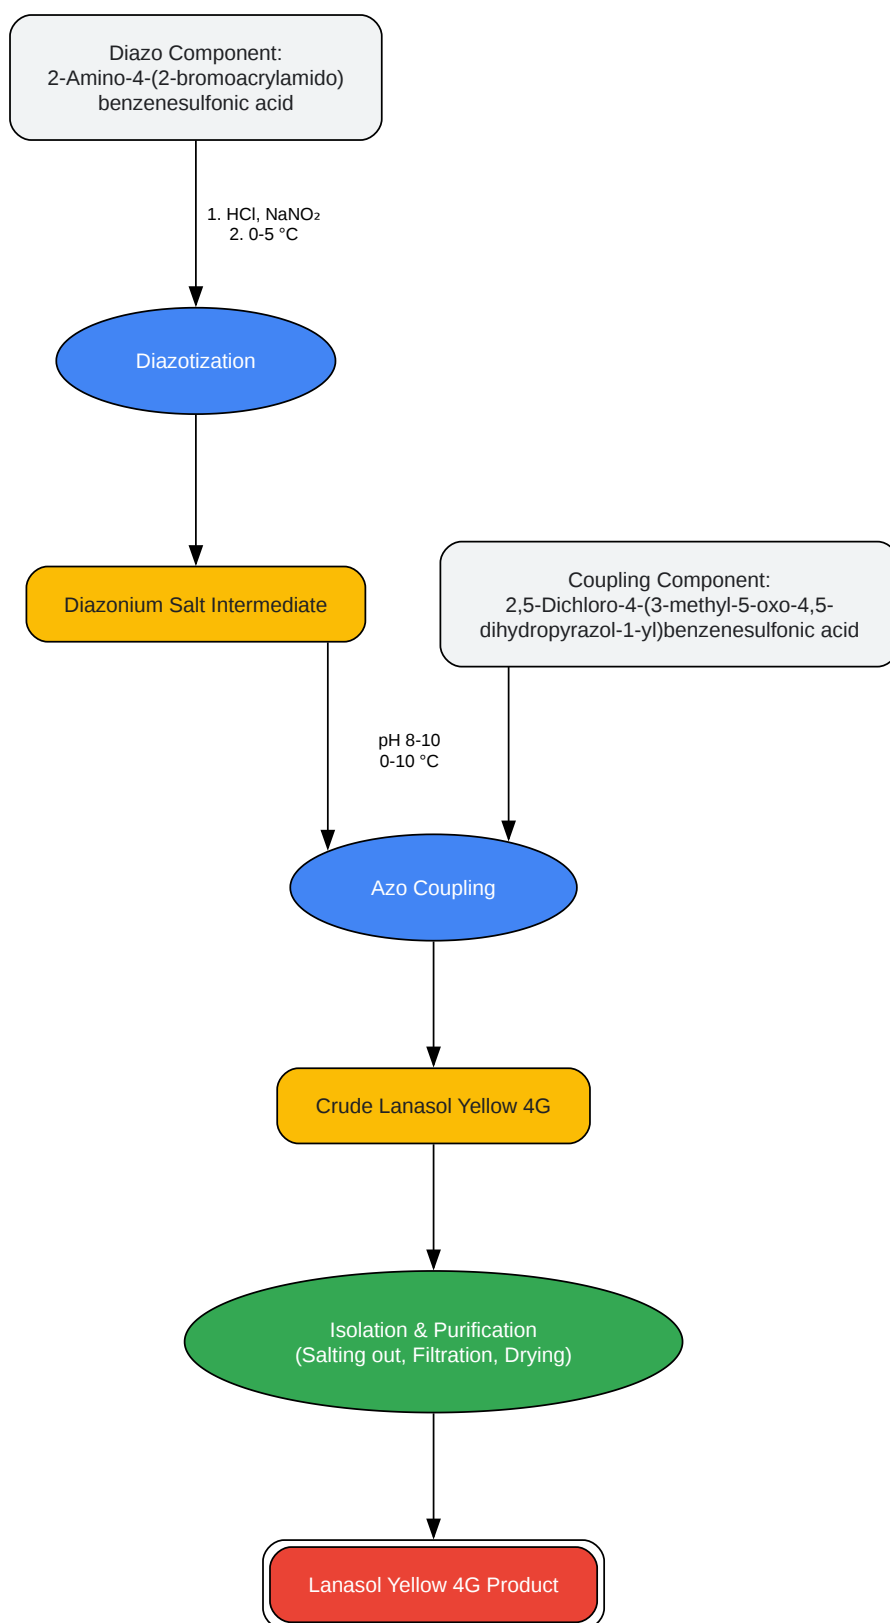 Diazo Component:
2-Amino-4-(2-bromoacrylamido)
benzenesulfonic acid
1. HCl, NaNO₂
2. 0-5 °C
Diazotization
Diazonium Salt Intermediate
Coupling Component:
2,5-Dichloro-4-(3-methyl-5-oxo-4,5-
dihydropyrazol-1-yl)benzenesulfonic acid
pH 8-10
0-10 °C
Azo Coupling
Crude Lanasol Yellow 4G
Isolation & Purification
(Salting out, Filtration, Drying)
Lanasol Yellow 4G Product